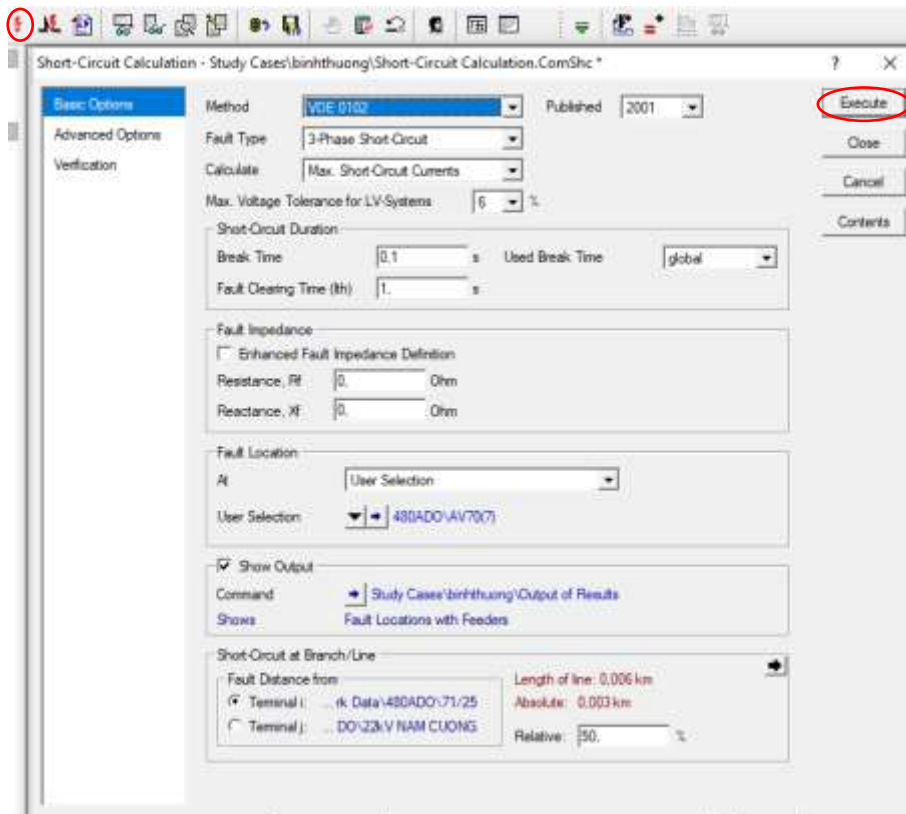 Short-Circuit Calculation - Study Cases\binhthuong\Short-Circuit Calculation.ComShc * ?
Basic Options
Advanced Options
Verification
Method VDE 0102 Published 2001
Fault Type 3-Phase Short-Circuit
Calculate Max. Short-Circuit Currents
Max. Voltage Tolerance for LV-Systems 6 %
Short-Circuit Duration
Break Time 0.1 s Used Break Time global
Fault Clearing Time (Ith) 1. s
Fault Impedance
Enhanced Fault Impedance Definition
Resistance, Rf 0. Ohm
Reactance, Xf 0. Ohm
Fault Location
At User Selection
User Selection 480ADO\AV70(7)
Show Output
Command Study Cases\binhthuong\Output of Results
Shows Fault Locations with Feeders
Short-Circuit at Branch/Line
Fault Distance from
Terminal i: ... rk Data\480ADO\71/25
Terminal j: ... DO\22kV NAM CUONG
Length of line: 0,006 km
Absolute: 0,003 km
Relative: 50. %
Execute
Close
Cancel
Contents